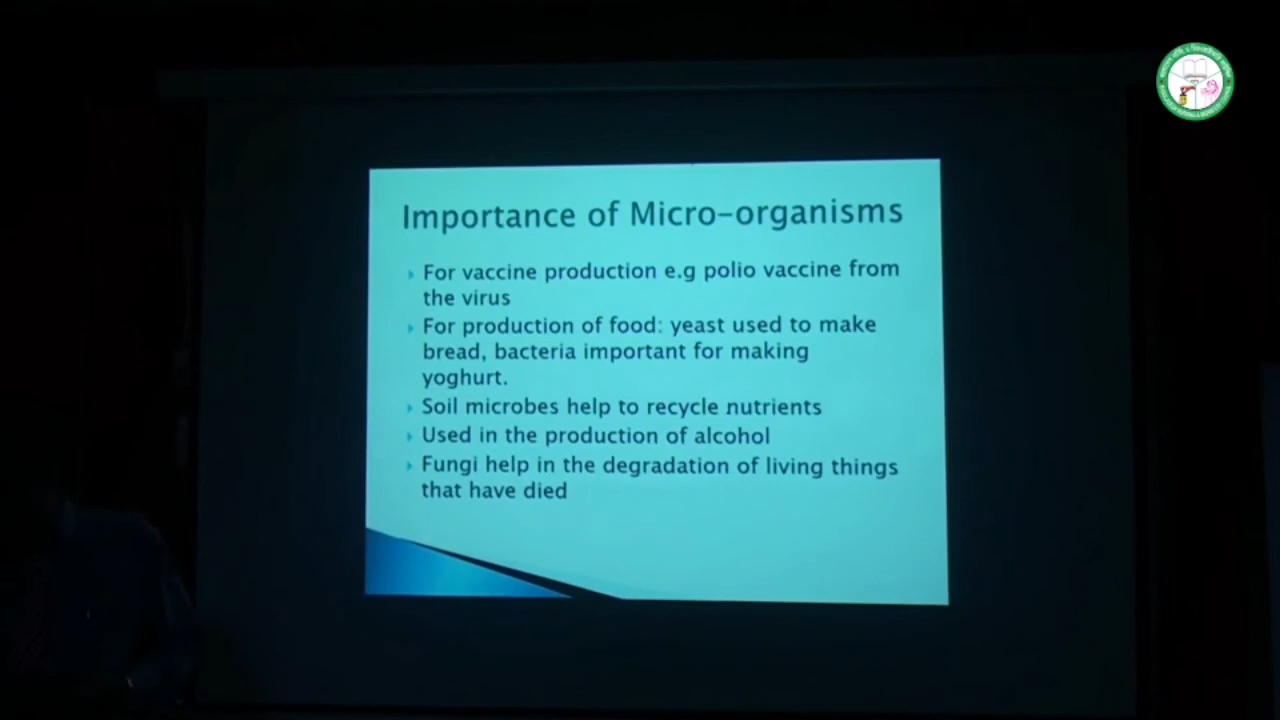 Importance of Micro-organisms
For vaccine production e.g polio vaccine from
the virus
For production of food: yeast used to make
bread, bacteria important for making
yoghurt.
Soil microbes help to recycle nutrients
Used in the production of alcohol
Fungi help in the degradation of living things
that have died